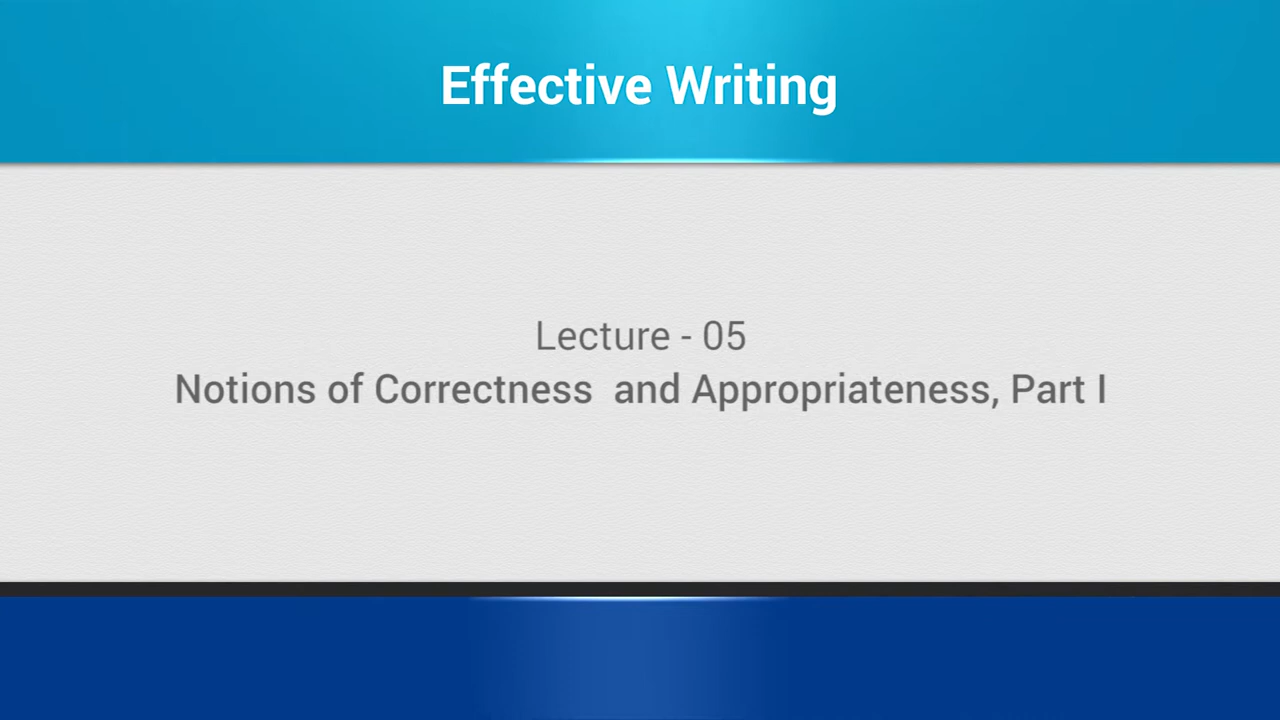 Effective Writing
Lecture - 05
Notions of Correctness and Appropriateness, Part I